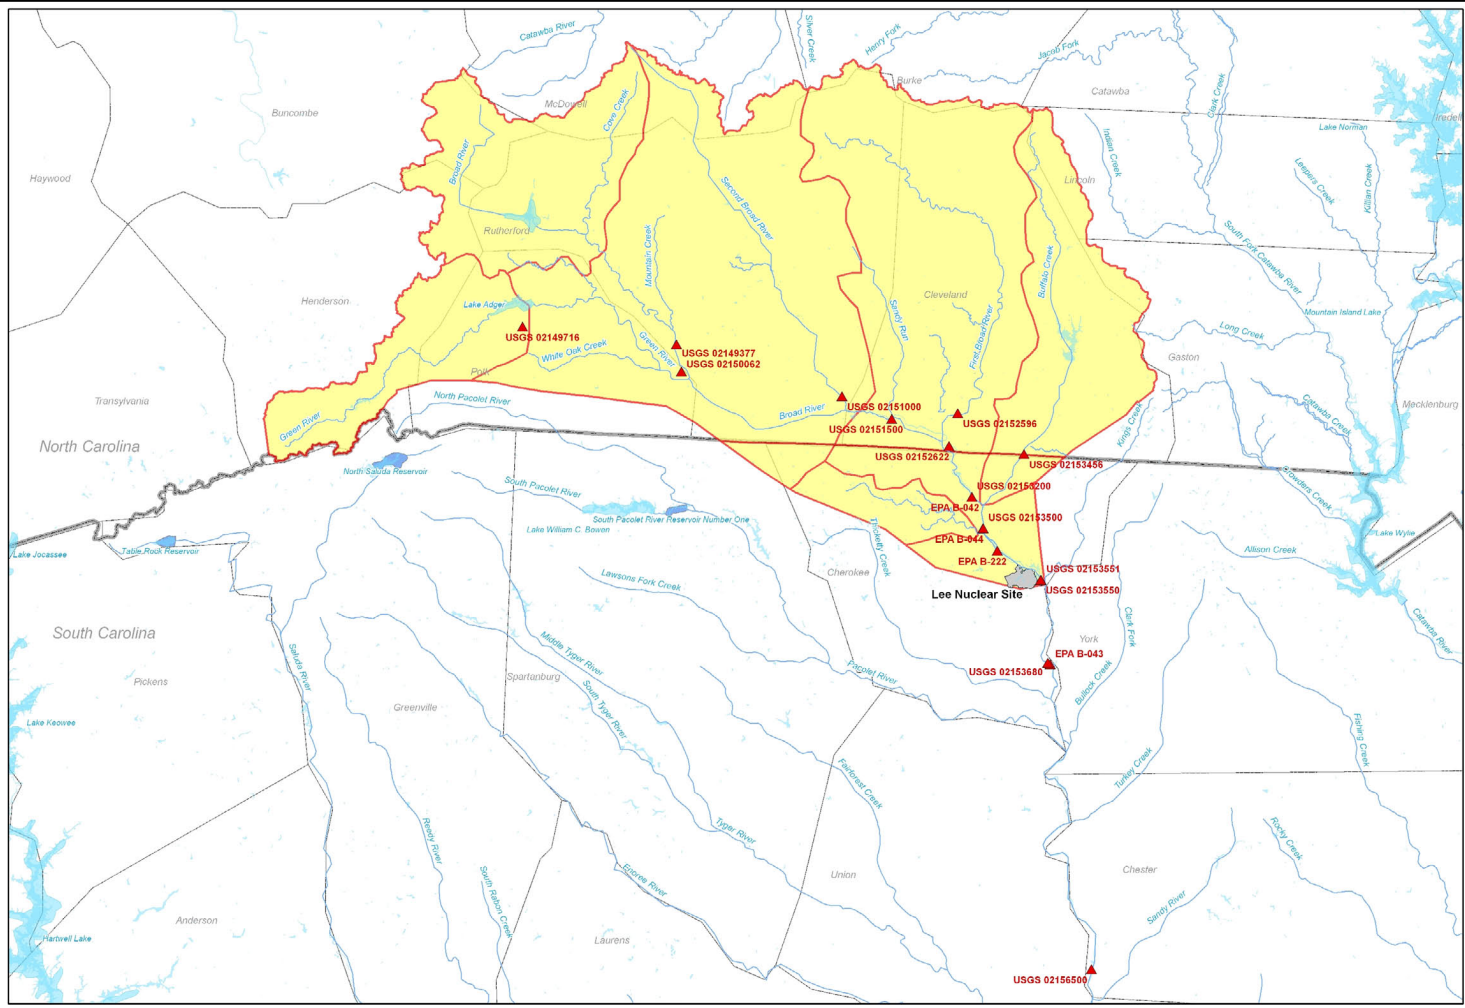 Catawba River
Silver Creek
Henry Fork
Jacob Fork
Burke
Catawba
Clark Creek
McDowell
Cove Creek
Buncombe
Iredell
Lake Norman
Indian Creek
Broad River
Leepers Creek
Killian Creek
Haywood
Lincoln
Second Broad River
Rutherford
South Fork Catawba River
Mountain Creek
Buffalo Creek
Henderson
Lake Adger
Cleveland
Mountain Island Lake
Sandy Run
First Broad River
Long Creek
USGS 02149716
Green River
White Oak Creek
USGS 02149377
USGS 02150062
Gaston
Polk
Transylvania
North Pacolet River
Broad River
USGS 02151000
Mecklenburg
Catawba Creek
Green River
USGS 02151500
USGS 02152596
Kings Creek
North Carolina
USGS 02152622
USGS 02153456
North Saluda Reservoir
South Pacolet River
USGS 02153200
Crowders Creek
EPA B-042
South Pacolet River Reservoir Number One
USGS 02153500
Lake William C. Bowen
Thicketty Creek
EPA B-044
Lake Wylie
Lake Jocassee
Table Rock Reservoir
Allison Creek
EPA B-222
Cherokee
USGS 02153551
Lawsons Fork Creek
USGS 02153550
Lee Nuclear Site
South Carolina
Clark Fork
Catawba River
York
Middle Tyger River
EPA B-043
Saluda River
Pacolet River
USGS 02153680
Spartanburg
Pickens
Bullock Creek
South Tyger River
Greenville
Lake Keowee
Fishing Creek
Turkey Creek
Fairforest Creek
Tyger River
Reedy River
Rocky Creek
Enoree River
Union
Chester
South Rabon Creek
Sandy River
Anderson
Hartwell Lake
Laurens
USGS 02156500